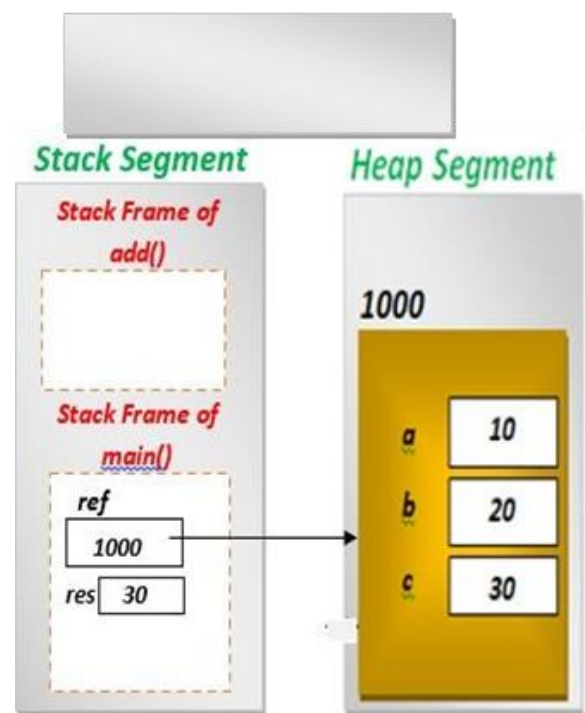 Stack Segment
Stack Frame of
add()
Stack Frame of
main()
ref
1000
res 30
Heap Segment
1000
a 10
b 20
c 30